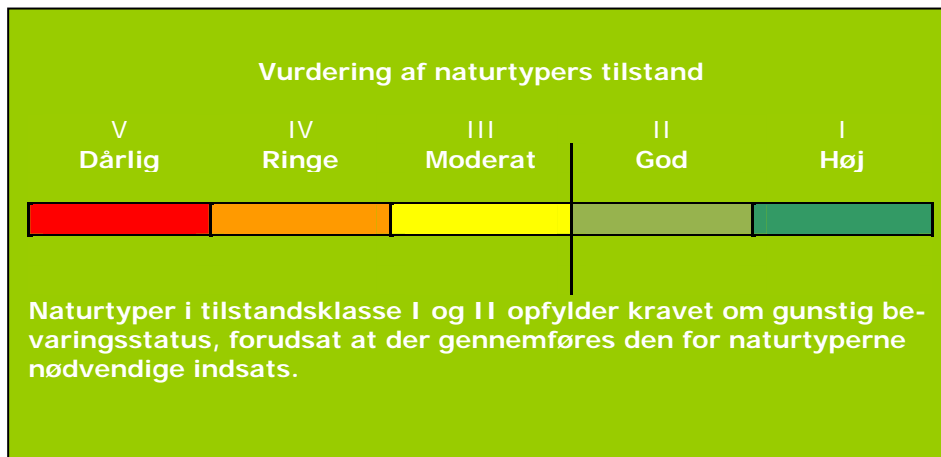 Vurdering af naturtypers tilstand
V IV III II I
Dårlig Ringe Moderat God Høj
Naturtyper i tilstandsklasse I og II opfylder kravet om gunstig be-
varingsstatus, forudsat at der gennemføres den for naturtyperne
nødvendige indsats.